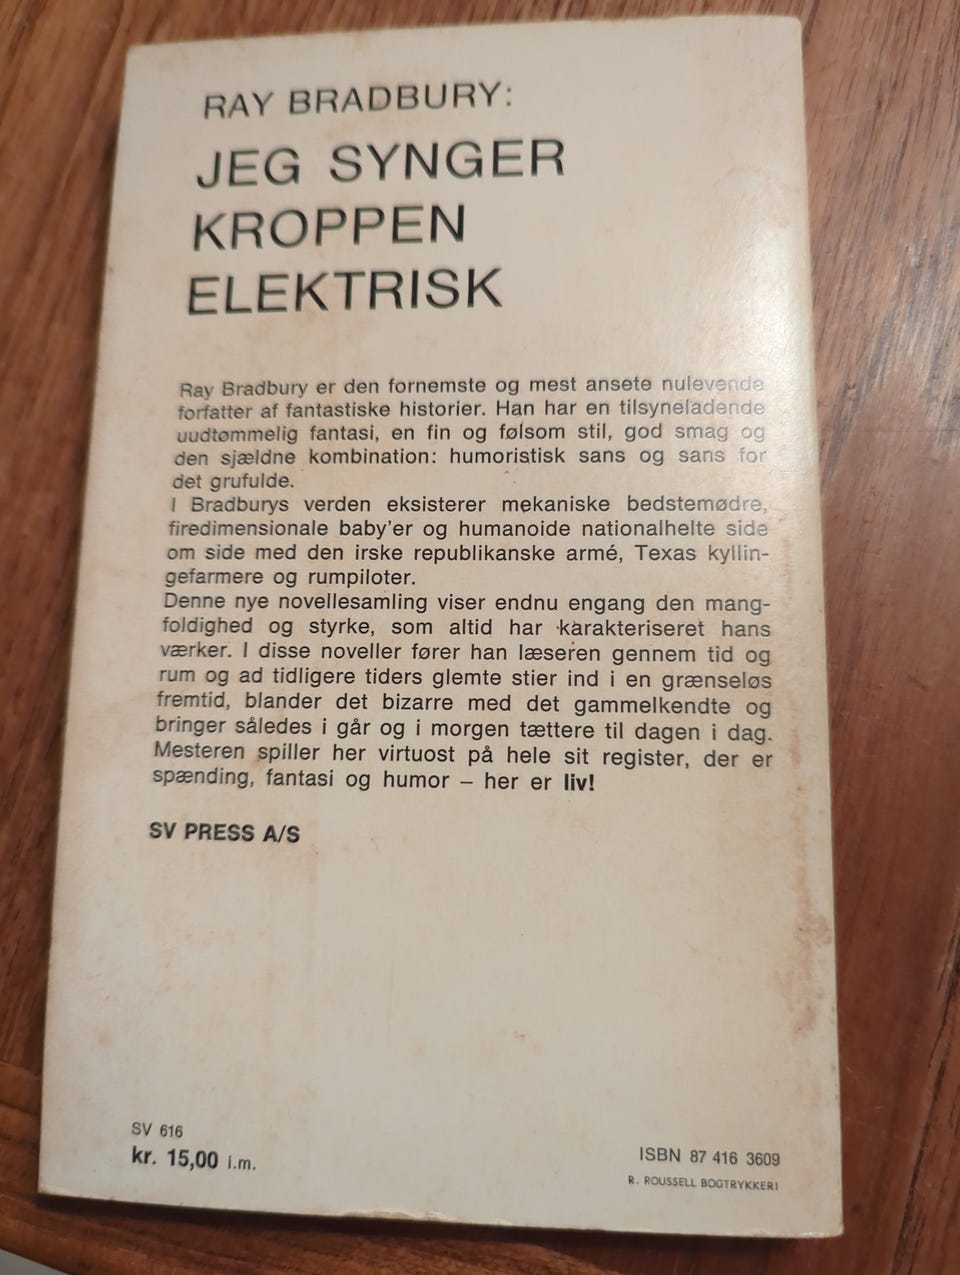 RAY BRADBURY:
JEG SYNGER
KROPPEN
ELEKTRISK
Ray Bradbury er den fornemste og mest ansete nulevende
forfatter af fantastiske historier. Han har en tilsyneladende
uudtømmelig fantasi, en fin og følsom stil, god smag og
den sjældne kombination: humoristisk sans og sans for
det grufulde.
I Bradburys verden eksisterer mekaniske bedstemødre,
firedimensionale baby'er og humanoide nationalhelte side
om side med den irske republikanske armé, Texas kyllin-
gefarmere og rumpiloter.
Denne nye novellesamling viser endnu engang den mang-
foldighed og styrke, som altid har karakteriseret hans
værker. I disse noveller fører han læseren gennem tid og
rum og ad tidligere tiders glemte stier ind i en grænseløs
fremtid, blander det bizarre med det gammelkendte og
bringer således i går og i morgen tættere til dagen i dag.
Mesteren spiller her virtuost på hele sit register, der er
spænding, fantasi og humor – her er liv!
SV PRESS A/S
SV 616
kr. 15,00 i.m.
ISBN 87 416 3609
R. ROUSSELL BOGTRYKKERI